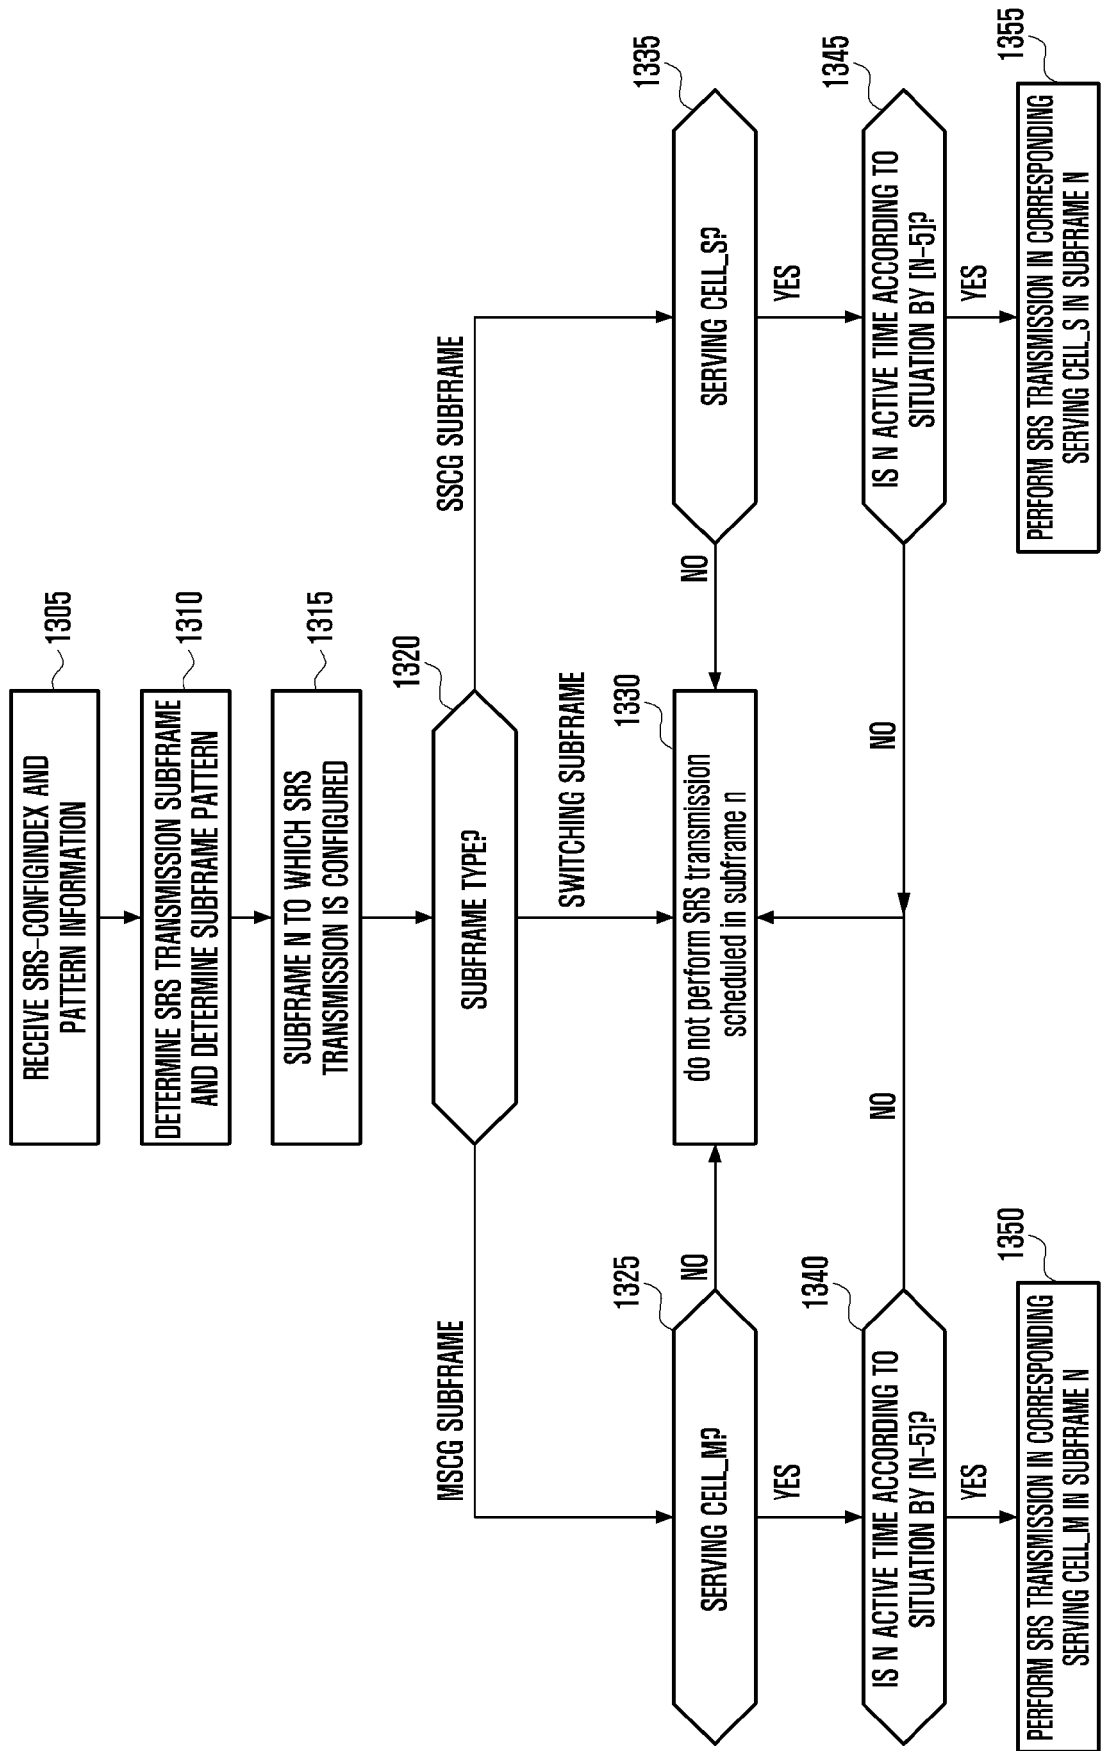 RECEIVE SRS-CONFIGINDEX AND
PATTERN INFORMATION
1305
DETERMINE SRS TRANSMISSION SUBFRAME
AND DETERMINE SUBFRAME PATTERN
1310
SUBFRAME N TO WHICH SRS
TRANSMISSION IS CONFIGURED
1315
SUBFRAME TYPE?
1320
MSCG SUBFRAME
SWITCHING SUBFRAME
SSCG SUBFRAME
SERVING CELL_M?
1325
NO
do not perform SRS transmission
scheduled in subframe n
1330
NO
SERVING CELL_S?
1335
YES
YES
IS N ACTIVE TIME ACCORDING TO
SITUATION BY [N-5]?
1340
NO
NO
IS N ACTIVE TIME ACCORDING TO
SITUATION BY [N-5]?
1345
YES
YES
PERFORM SRS TRANSMISSION IN CORRESPONDING
SERVING CELL_M IN SUBFRAME N
1350
PERFORM SRS TRANSMISSION IN CORRESPONDING
SERVING CELL_S IN SUBFRAME N
1355